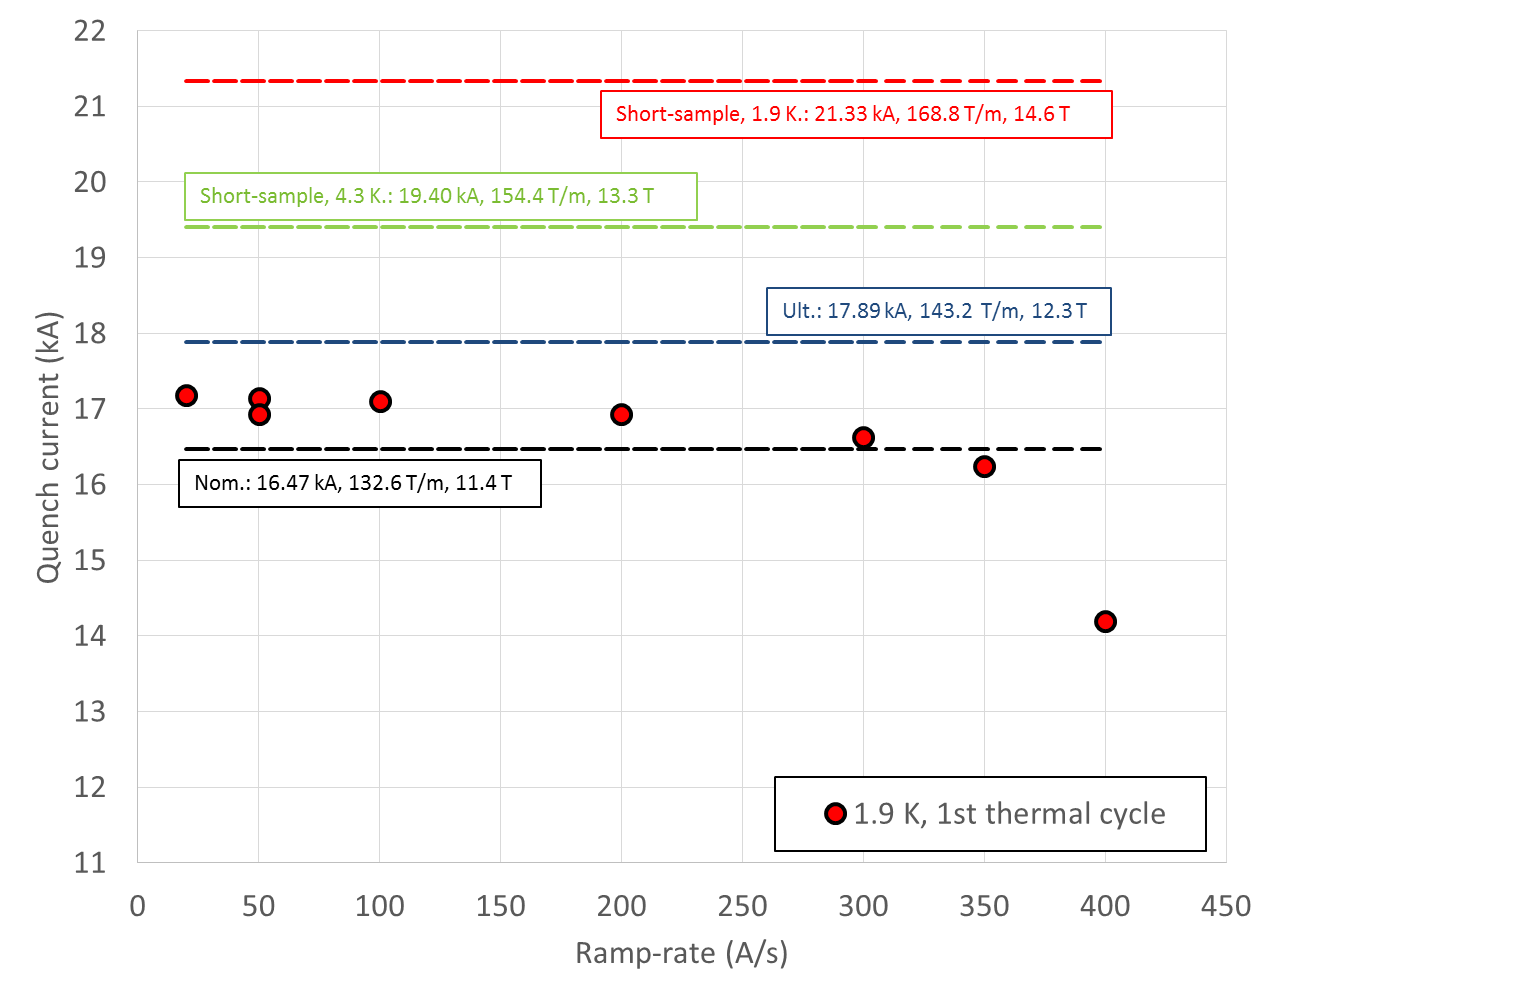 22
21
20
19
18
17
16
15
14
13
12
11
Quench current (kA)
Short-sample, 1.9 K.: 21.33 kA, 168.8 T/m, 14.6 T
Short-sample, 4.3 K.: 19.40 kA, 154.4 T/m, 13.3 T
Ult.: 17.89 kA, 143.2 T/m, 12.3 T
Nom.: 16.47 kA, 132.6 T/m, 11.4 T
1.9 K, 1st thermal cycle
0 50 100 150 200 250 300 350 400 450
Ramp-rate (A/s)